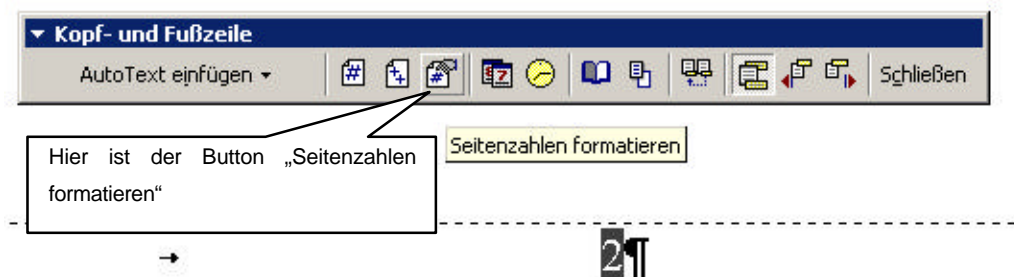 Kopf- und Fußzeile
AutoText einfügen
Schließen
Seitenzahlen formatieren
Hier ist der Button „Seitenzahlen
formatieren“
2¶